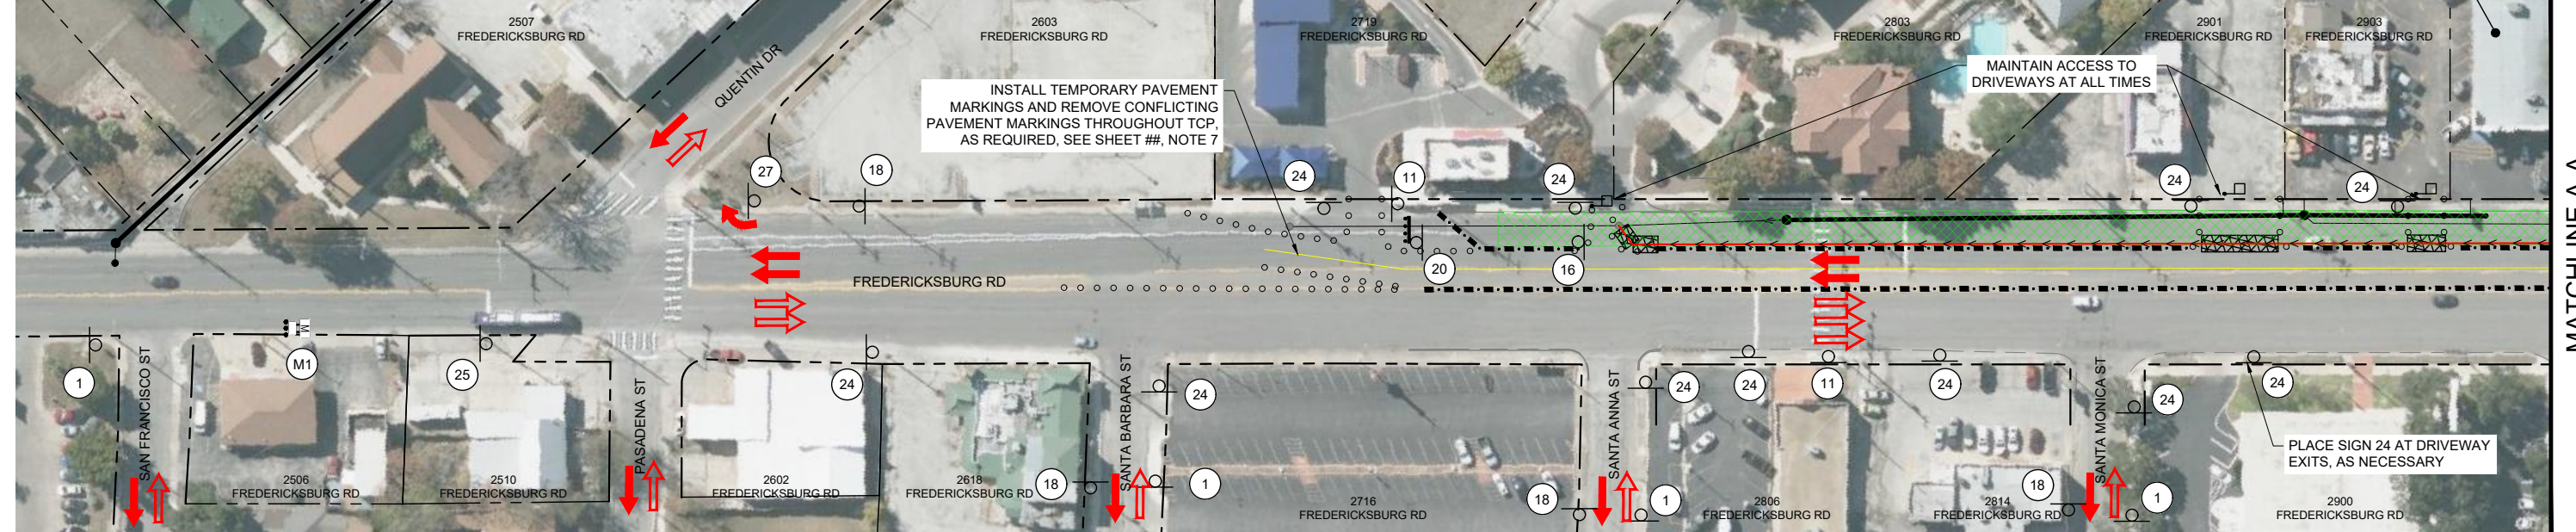 2507
FREDERICKSBURG RD
2603
FREDERICKSBURG RD
2719
FREDERICKSBURG RD
2803
FREDERICKSBURG RD
2901
FREDERICKSBURG RD
2903
FREDERICKSBURG RD
QUENTIN DR
INSTALL TEMPORARY PAVEMENT
MARKINGS AND REMOVE CONFLICTING
PAVEMENT MARKINGS THROUGHOUT TCP,
AS REQUIRED, SEE SHEET ##, NOTE 7
MAINTAIN ACCESS TO
DRIVEWAYS AT ALL TIMES
27
18
24
11
24
24
24
20
16
FREDERICKSBURG RD
MATCHLINE A-A
M
1
M1
25
24
24
24
24
11
24
24
24
SAN FRANCISCO ST
PASADENA ST
SANTA BARBARA ST
SANTA ANNA ST
SANTA MONICA ST
PLACE SIGN 24 AT DRIVEWAY
EXITS, AS NECESSARY
18
1
18
1
18
1
2506
FREDERICKSBURG RD
2510
FREDERICKSBURG RD
2602
FREDERICKSBURG RD
2618
FREDERICKSBURG RD
2716
FREDERICKSBURG RD
2806
FREDERICKSBURG RD
2814
FREDERICKSBURG RD
2900
FREDERICKSBURG RD